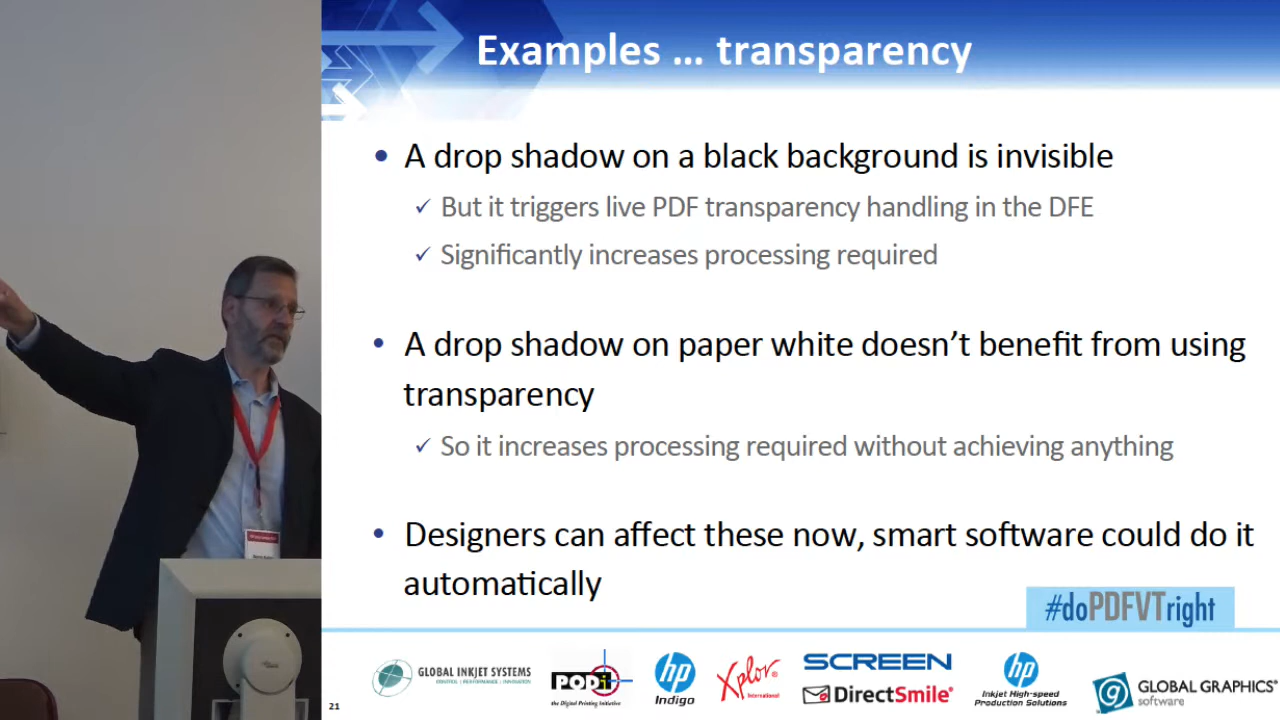 Examples ... transparency
• A drop shadow on a black background is invisible
✓ But it triggers live PDF transparency handling in the DFE
✓ Significantly increases processing required
• A drop shadow on paper white doesn’t benefit from using
transparency
✓ So it increases processing required without achieving anything
• Designers can affect these now, smart software could do it
automatically
#doPDFVTright
GLOBAL INKJET SYSTEMS
CONTROL | PERFORMANCE | INNOVATION
PODi
the Digital Printing Initiative
hp
Indigo
Xplor
International
SCREEN
DirectSmile
hp
Inkjet High-speed
Production Solutions
GLOBAL GRAPHICS
software
21